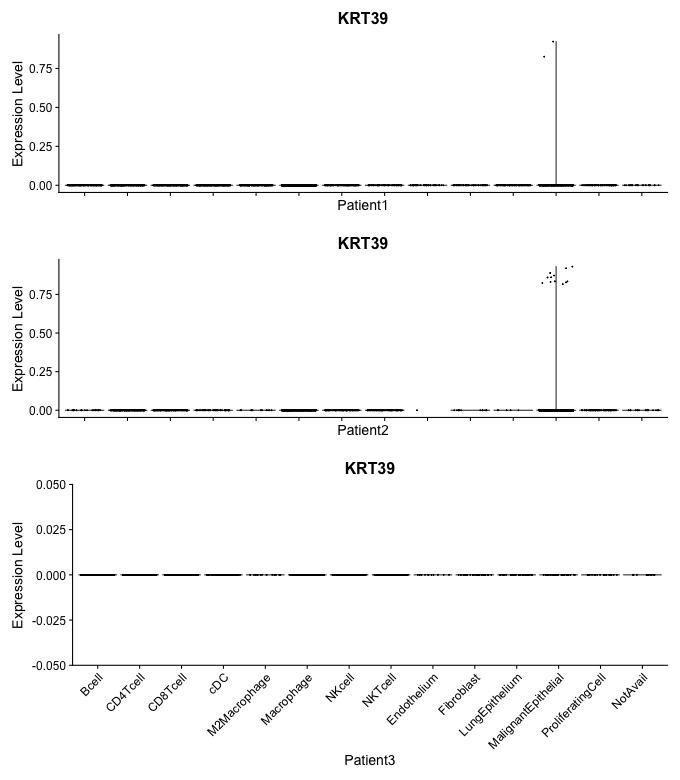 KRT39
Expression Level
0.75
0.50
0.25
0.00
Patient1
KRT39
Expression Level
0.75
0.50
0.25
0.00
Patient2
KRT39
Expression Level
0.050
0.025
0.000
-0.025
-0.050
Bcell
CD4Tcell
CD8Tcell
cDC
M2Macrophage
Macrophage
NKcell
NKTcell
Endothelium
Fibroblast
LungEpithelium
MalignantEpithelial
ProliferatingCell
NotAvail
Patient3